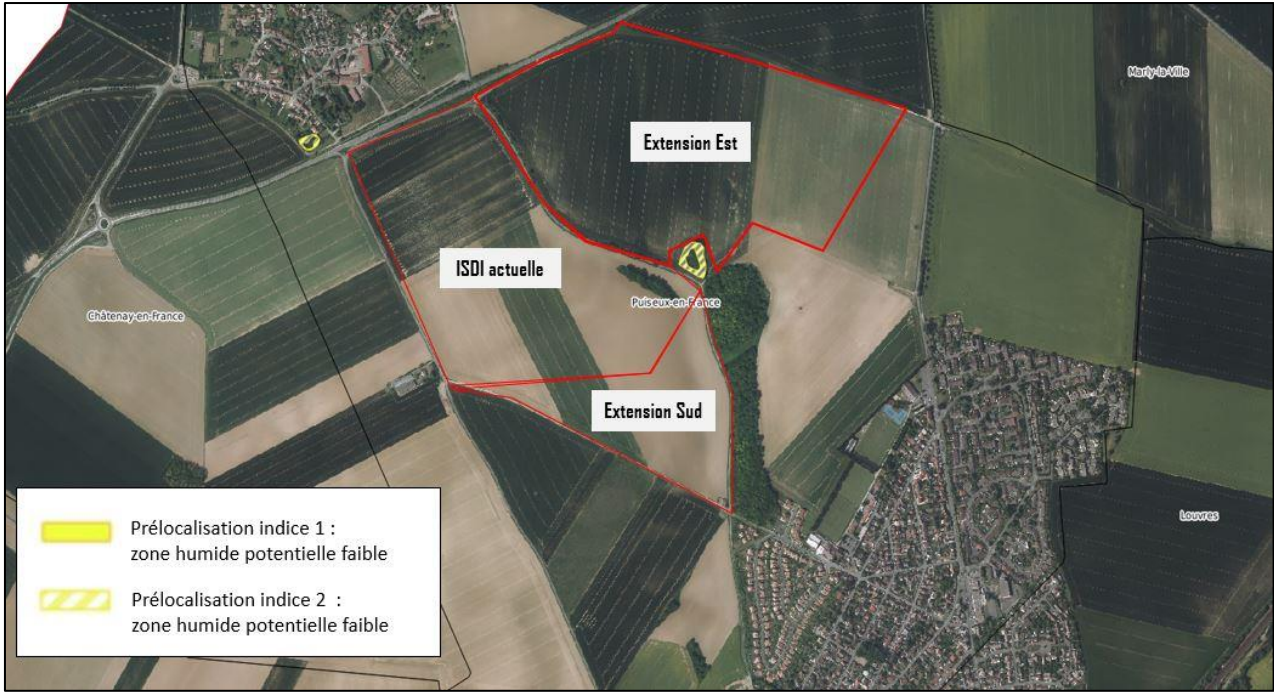 Marly-la-Ville
Extension Est
ISDI actuelle
Puiseux-en-France
Châtenay-en-France
Extension Sud
Louvres
Prélocalisation indice 1 :
zone humide potentielle faible
Prélocalisation indice 2 :
zone humide potentielle faible